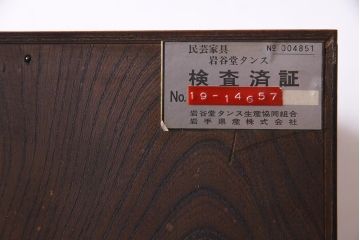 民芸家具 № 004851
岩谷堂タンス
検査済証
No. 19-14657
岩谷堂タンス生産協同組合
岩手県産株式会社